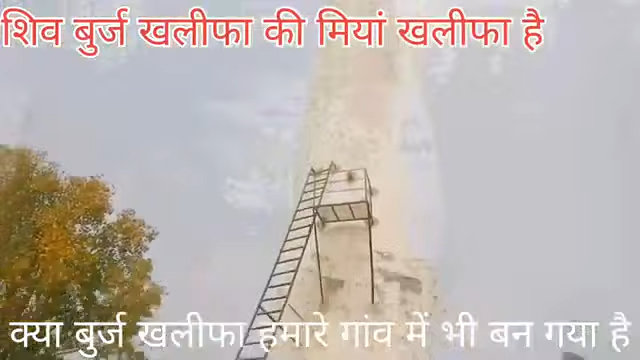 शिव बुर्ज खलीफा की मियां खलीफा है
क्या बुर्ज खलीफा हमारे गांव में भी बन गया है